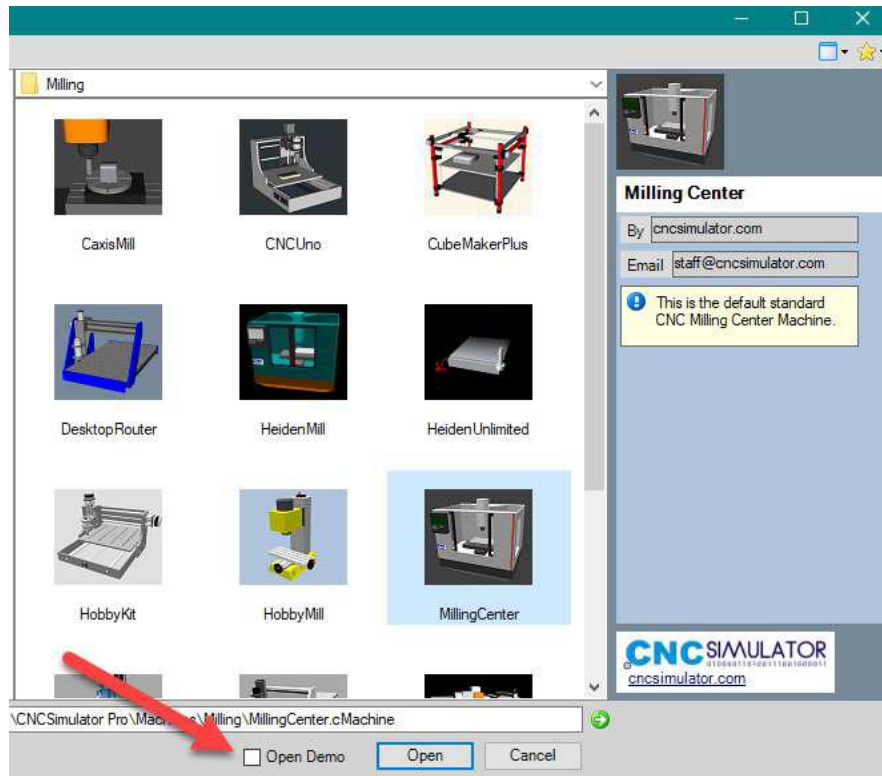 Milling
CaxisMill
CNCUno
CubeMakerPlus
Milling Center
By cncsimulator.com
Email staff@cncsimulator.com
This is the default standard
CNC Milling Center Machine.
DesktopRouter
HeidenMill
HeidenUnlimited
HobbyKit
HobbyMill
MillingCenter
CNC SIMULATOR
cncsimulator.com
\Milling\MillingCenter.cMachine
\CNCSimulator Pro\
Open Demo
Open
Cancel